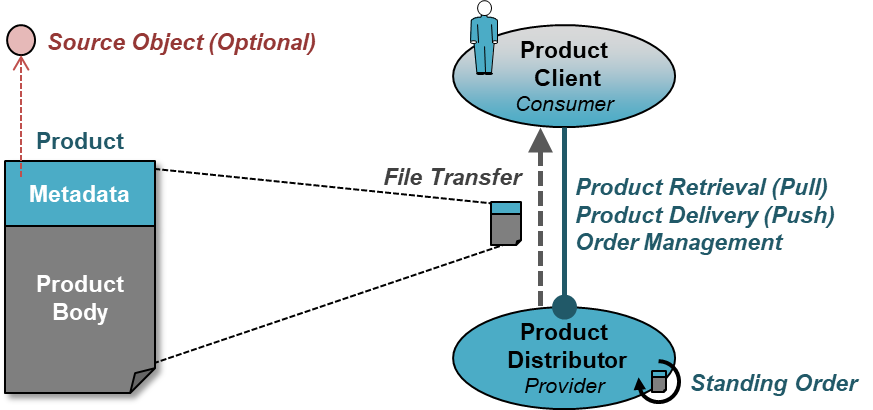 Source Object (Optional)
Product
Metadata
Product
Body
File Transfer
Product
Client
Consumer
Product Retrieval (Pull)
Product Delivery (Push)
Order Management
Product
Distributor
Provider
Standing Order